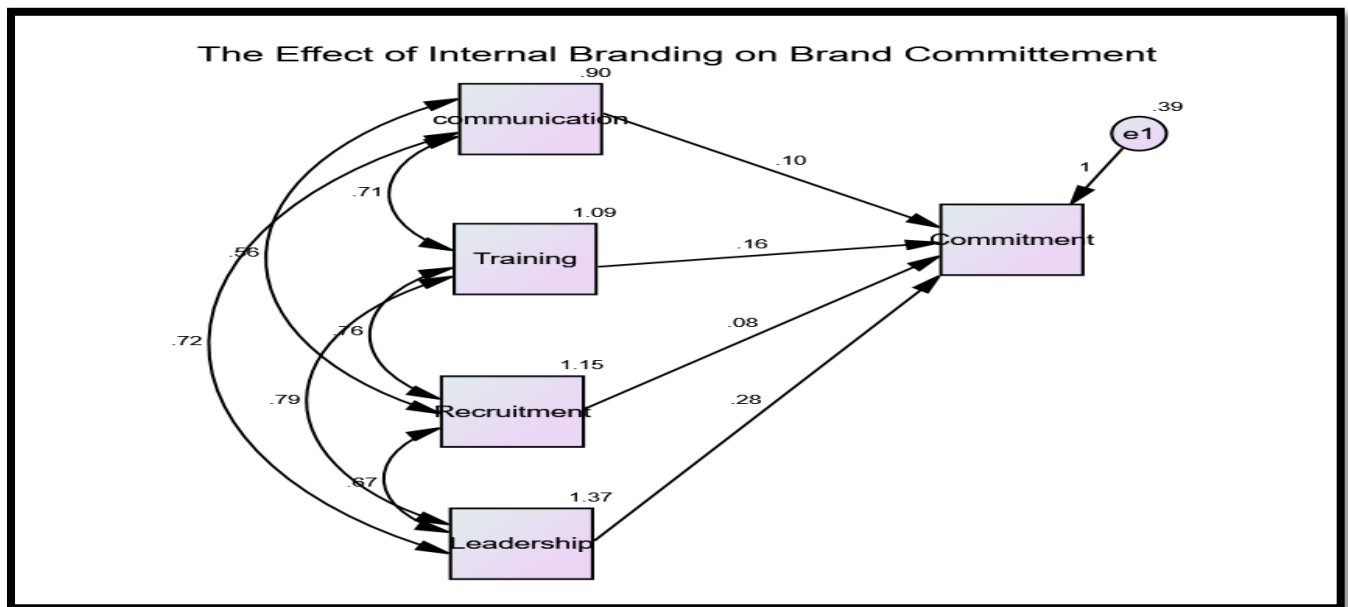 The Effect of Internal Branding on Brand Committement
.90
communication
.39
e1
1
.10
.71
1.09
Training
.16
Commitment
.56
.76
.08
.72
1.15
Recruitment
.79
.28
.67
1.37
Leadership